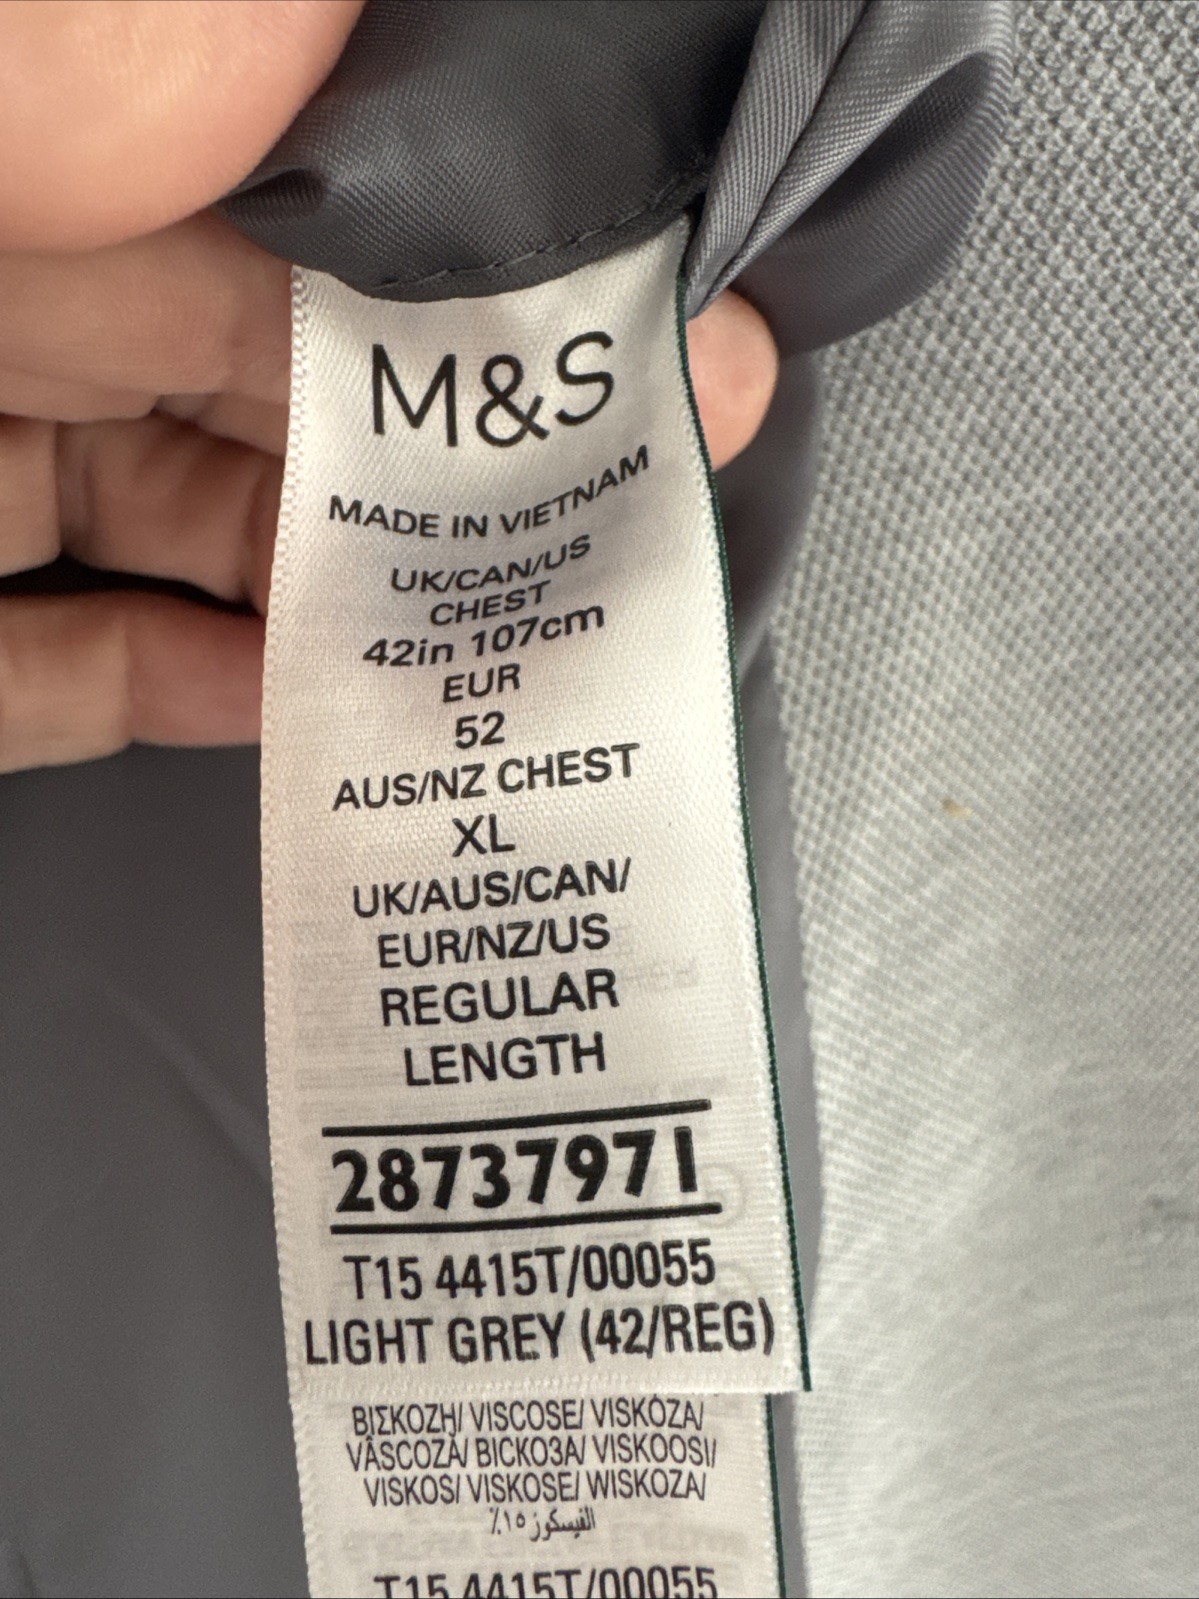 M&S
MADE IN VIETNAM
UK/CAN/US
CHEST
42in 107cm
EUR
52
AUS/NZ CHEST
XL
UK/AUS/CAN/
EUR/NZ/US
REGULAR
LENGTH
28737971
T15 4415T/00055
LIGHT GREY (42/REG)
ΒΙΣΚΟΖΗ/ VISCOSE/ VISKÓZA/
VÂSCOZĂ/ ВИСКОЗА/ VISKOOSI/
VISKOS/ VISKOSE/ WISKOZA/
الفيسكوز ١٥٪
T15 4415T/00055